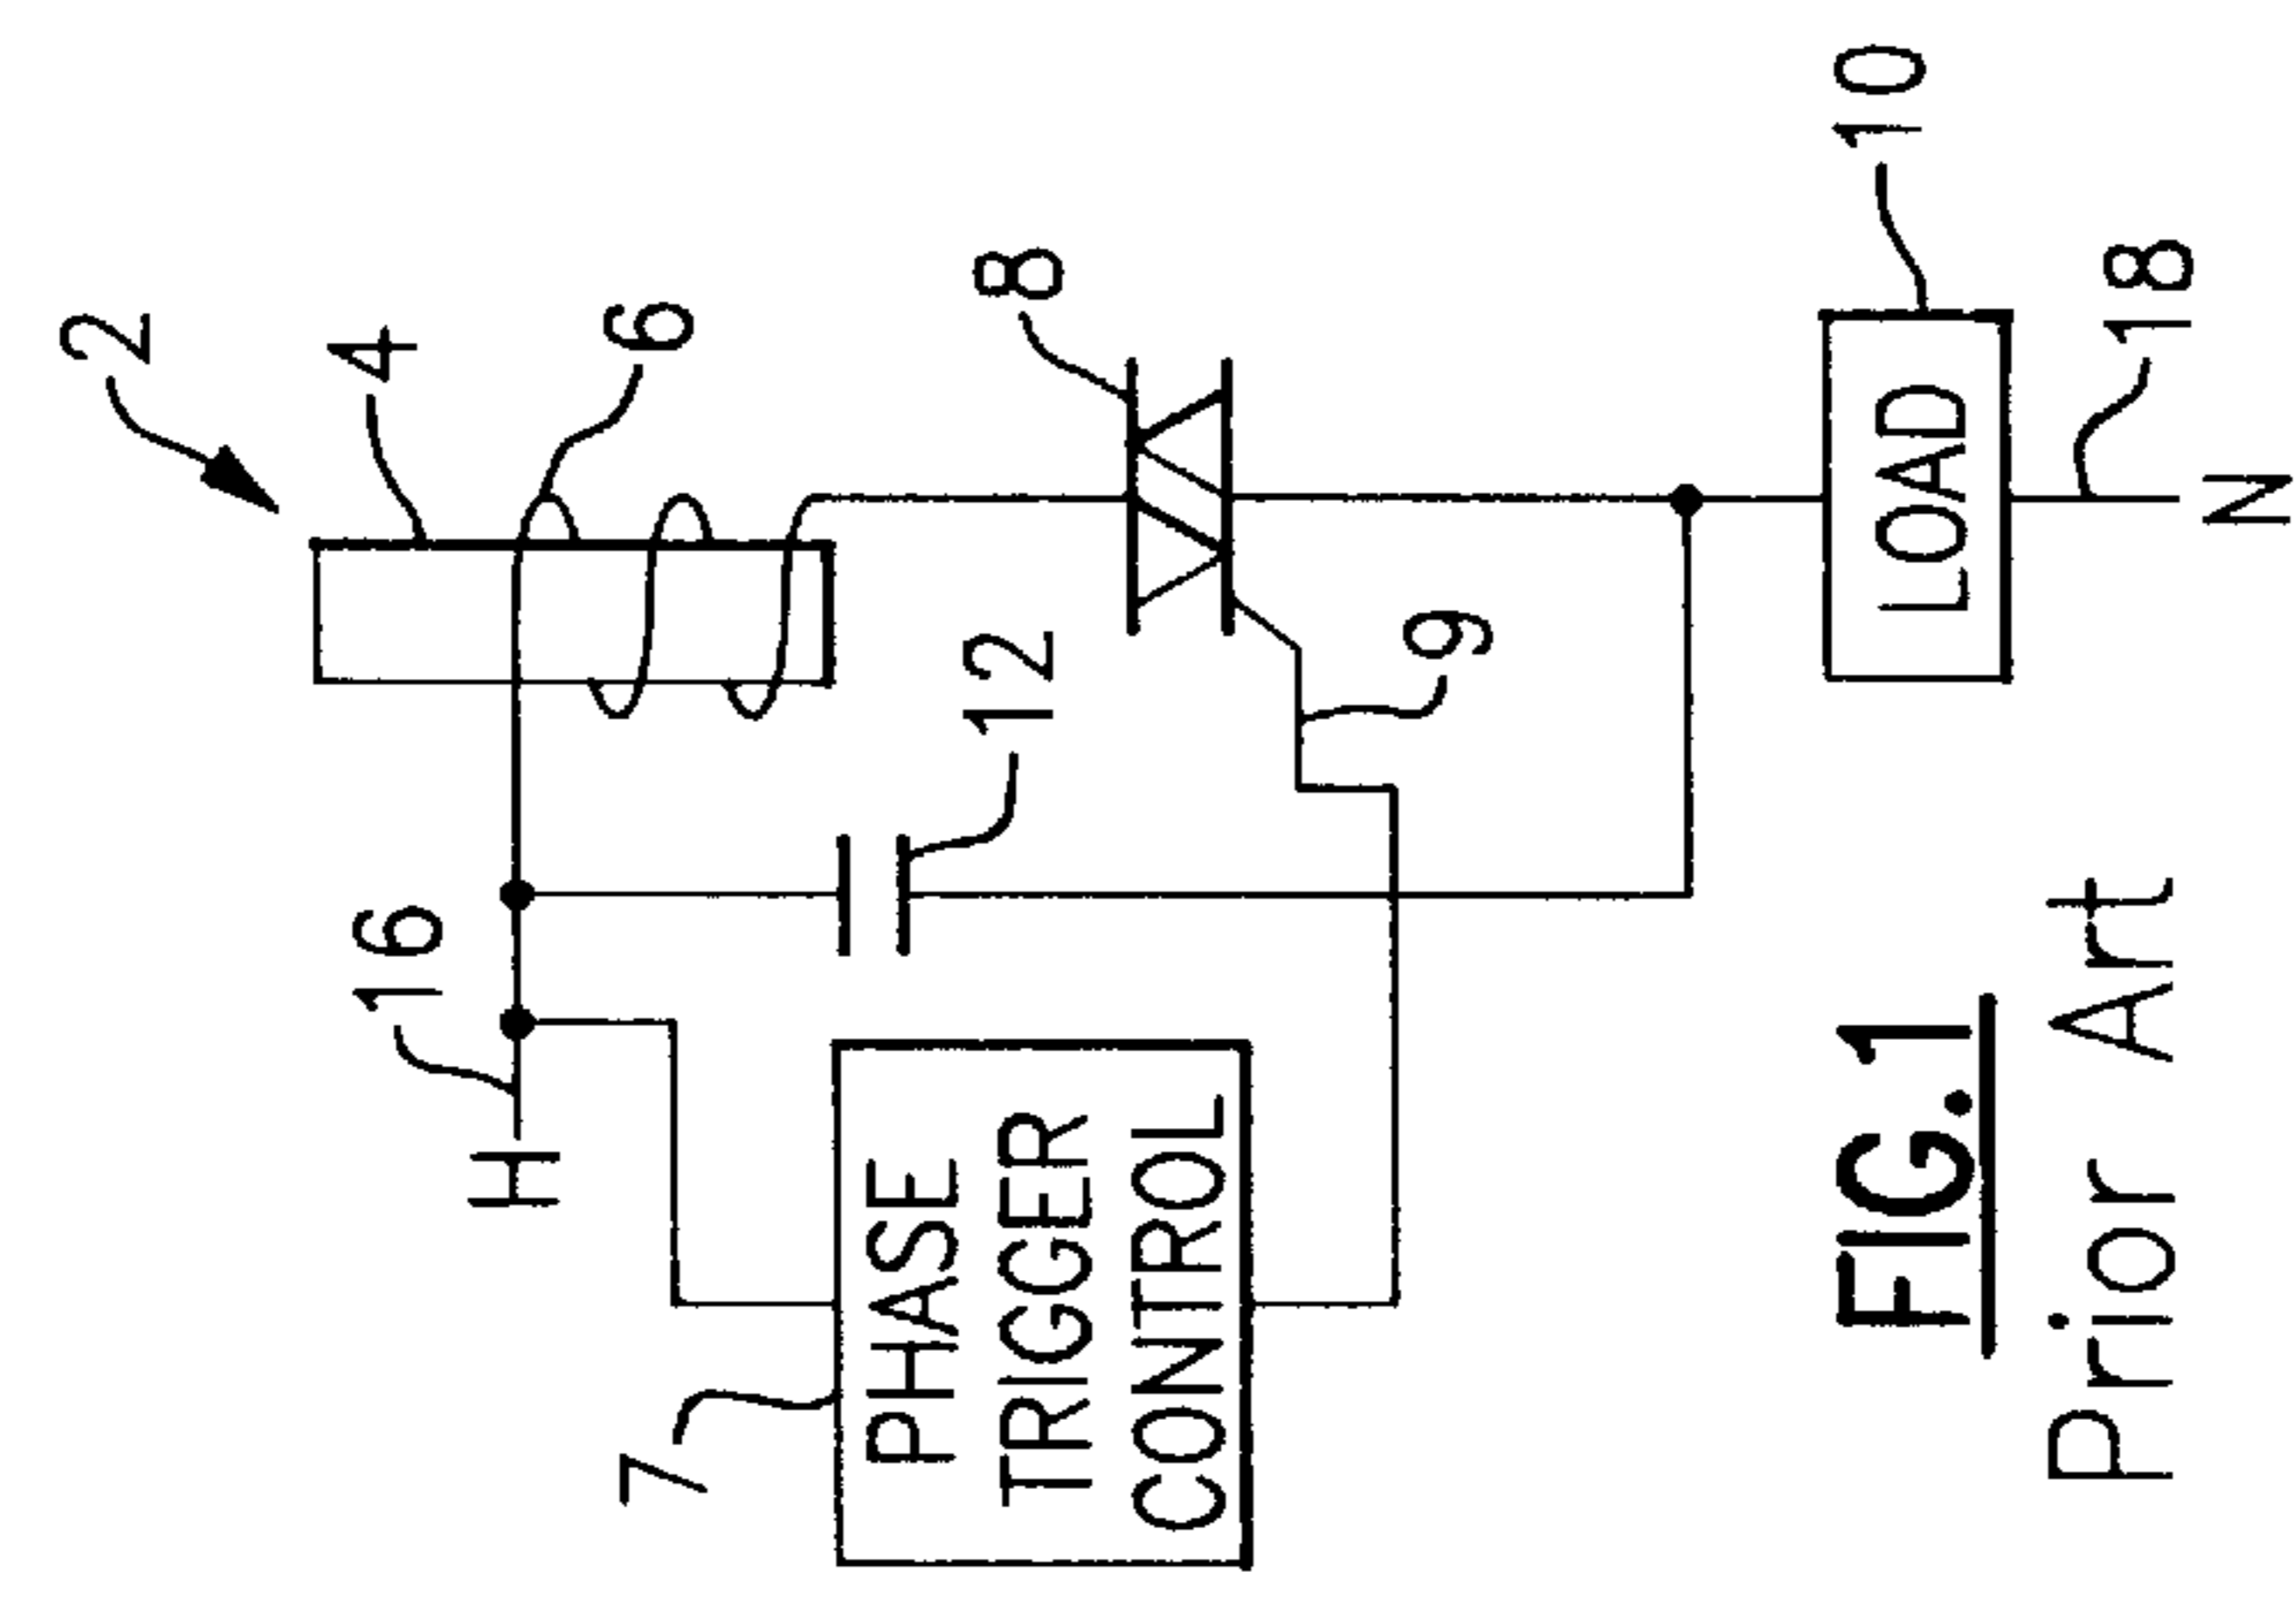 2
4
6
8
10
16
H
12
9
LOAD
18
N
7
PHASE
TRIGGER
CONTROL
FIG. 1
Prior Art